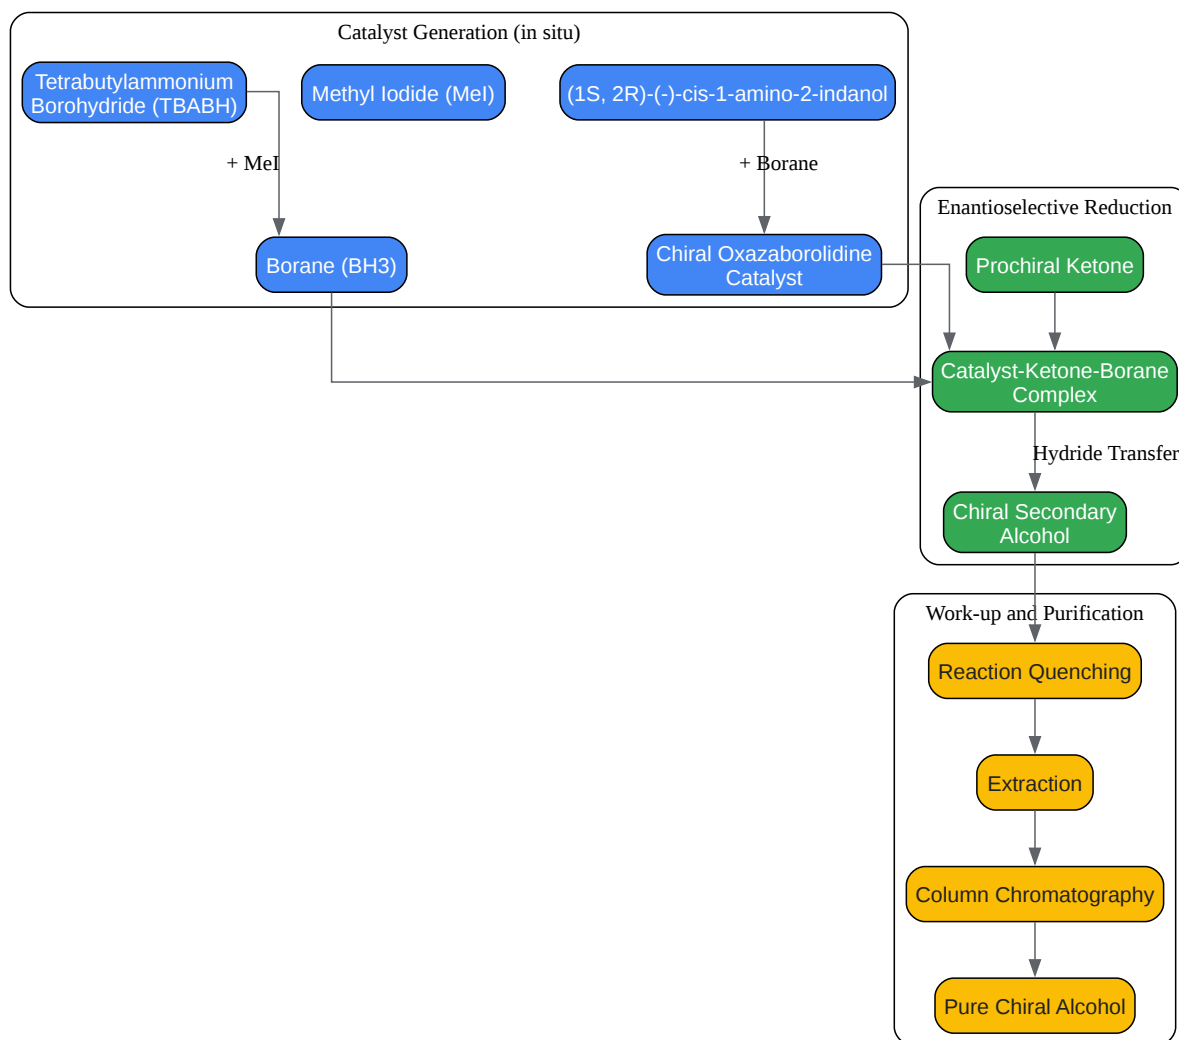 Catalyst Generation (in situ)
Tetrabutylammonium
Borohydride (TBABH)
Methyl Iodide (MeI)
(1S, 2R)-(-)-cis-1-amino-2-indanol
+ MeI
+ Borane
Borane (BH3)
Chiral Oxazaborolidine
Catalyst
Enantioselective Reduction
Prochiral Ketone
Catalyst-Ketone-Borane
Complex
Hydride Transfer
Chiral Secondary
Alcohol
Work-up and Purification
Reaction Quenching
Extraction
Column Chromatography
Pure Chiral Alcohol